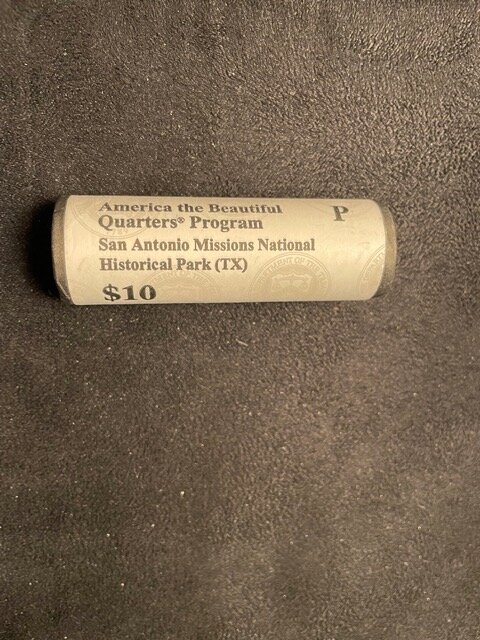 America the Beautiful
Quarters® Program
P
San Antonio Missions National
Historical Park (TX)
$10